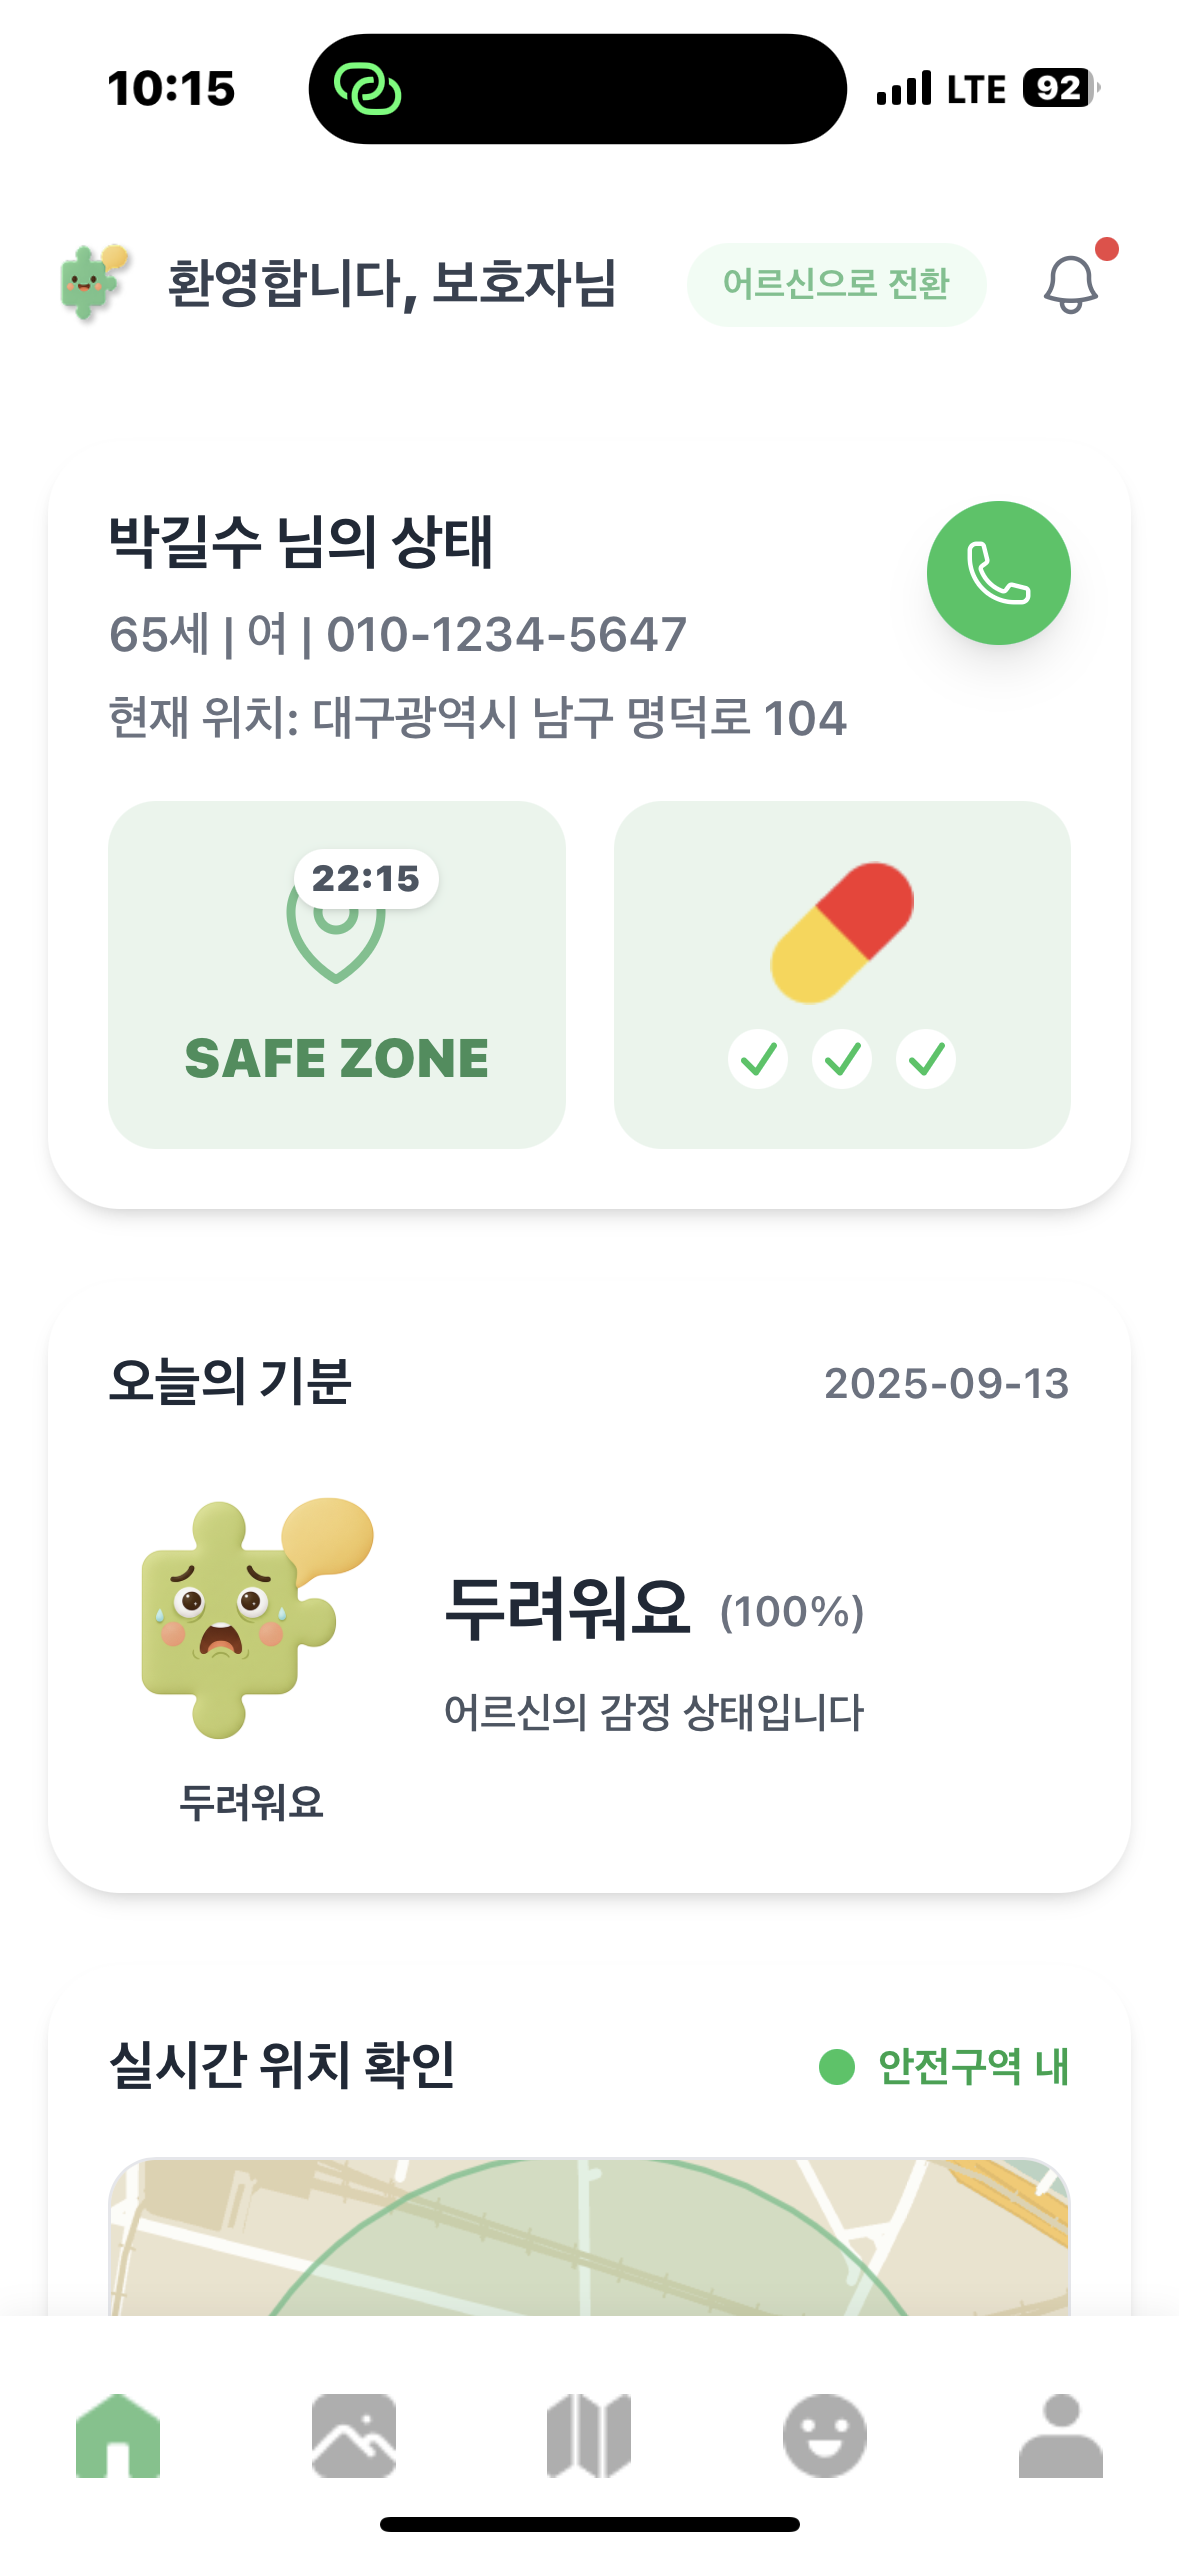 10:15
LTE 92
환영합니다, 보호자님
어르신으로 전환
박길수 님의 상태
65세 | 여 | 010-1234-5647
현재 위치: 대구광역시 남구 명덕로 104
22:15
SAFE ZONE
오늘의 기분
2025-09-13
두려워요 (100%)
어르신의 감정 상태입니다
두려워요
실시간 위치 확인
안전구역 내